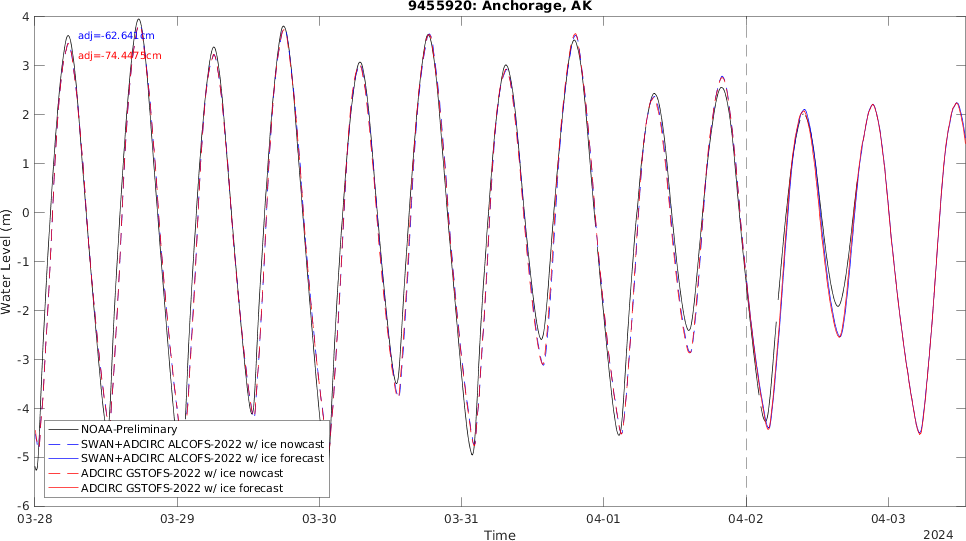 9455920: Anchorage, AK
adj=-62.641cm
adj=-74.4475cm
4
3
2
1
0
-1
-2
-3
-4
-5
-6
Water Level (m)
NOAA-Preliminary
SWAN+ADCIRC ALCOFS-2022 w/ ice nowcast
SWAN+ADCIRC ALCOFS-2022 w/ ice forecast
ADCIRC GSTOFS-2022 w/ ice nowcast
ADCIRC GSTOFS-2022 w/ ice forecast
03-28 03-29 03-30 03-31 04-01 04-02 04-03
Time
2024